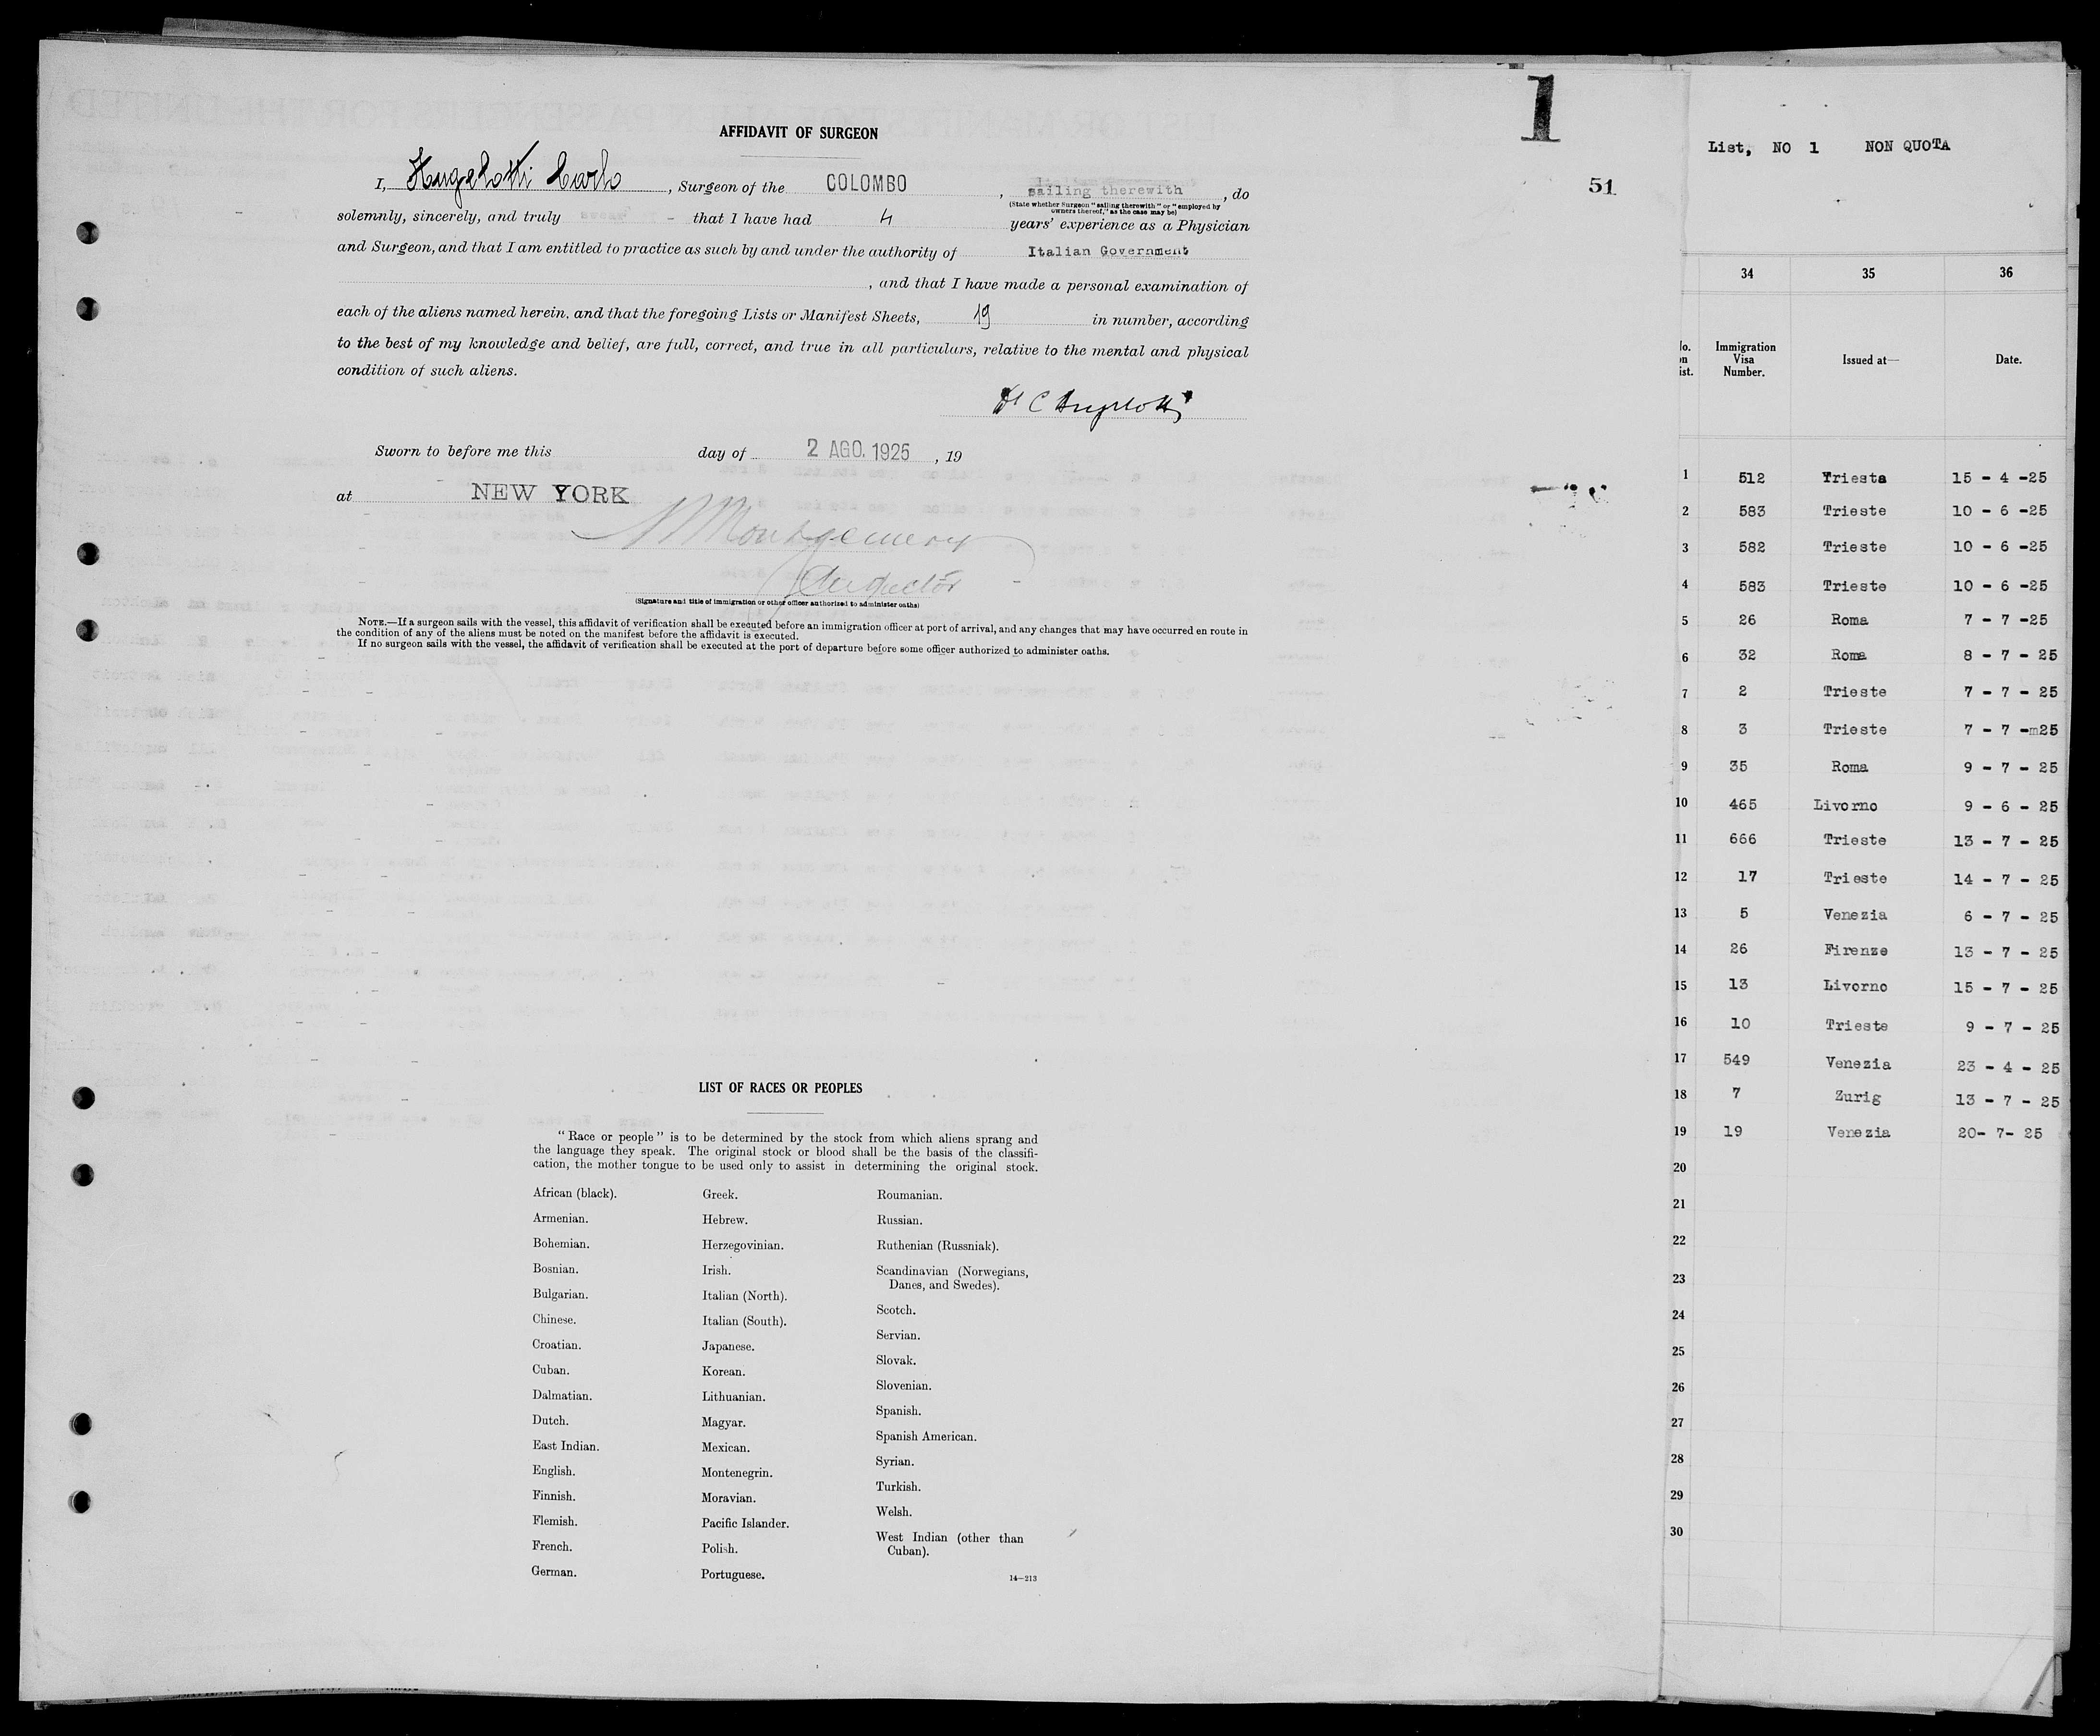 1
51
AFFIDAVIT OF SURGEON
I, Carlo, Surgeon of the COLOMBO, sailing therewith, do
(State whether Surgeon "sailing therewith" or "employed by
owners thereof," as the case may be)
solemnly, sincerely, and truly swear - that I have had 4 years' experience as a Physician
and Surgeon, and that I am entitled to practice as such by and under the authority of Italian Government
, and that I have made a personal examination of
each of the aliens named herein, and that the foregoing Lists or Manifest Sheets, 19 in number, according
to the best of my knowledge and belief, are full, correct, and true in all particulars, relative to the mental and physical
condition of such aliens.
Sworn to before me this day of 2 AGO. 1925, 19
at NEW YORK
Montgomery
Inspector
(Signature and title of immigration or other officer authorized to administer oaths)
NOTE.—If a surgeon sails with the vessel, this affidavit of verification shall be executed before an immigration officer at port of arrival, and any changes that may have occurred en route in
the condition of any of the aliens must be noted on the manifest before the affidavit is executed.
If no surgeon sails with the vessel, the affidavit of verification shall be executed at the port of departure before some officer authorized to administer oaths.
LIST OF RACES OR PEOPLES
"Race or people" is to be determined by the stock from which aliens sprang and
the language they speak. The original stock or blood shall be the basis of the classifi-
cation, the mother tongue to be used only to assist in determining the original stock.
African (black).
Armenian.
Bohemian.
Bosnian.
Bulgarian.
Chinese.
Croatian.
Cuban.
Dalmatian.
Dutch.
East Indian.
English.
Finnish.
Flemish.
French.
German.
Greek.
Hebrew.
Herzegovinian.
Irish.
Italian (North).
Italian (South).
Japanese.
Korean.
Lithuanian.
Magyar.
Mexican.
Montenegrin.
Moravian.
Pacific Islander.
Polish.
Portuguese.
Roumanian.
Russian.
Ruthenian (Russniak).
Scandinavian (Norwegians,
Danes, and Swedes).
Scotch.
Servian.
Slovak.
Slovenian.
Spanish.
Spanish American.
Syrian.
Turkish.
Welsh.
West Indian (other than
Cuban).
14—213
List, NO 1 NON QUOTA
34 35 36
Immigration
Visa
Number.
Issued at—
Date.
1 512 Triesta 15 - 4 -25
2 583 Trieste 10 - 6 -25
3 582 Trieste 10 - 6 -25
4 583 Trieste 10 - 6 -25
5 26 Roma 7 - 7 -25
6 32 Roma 8 - 7 - 25
7 2 Trieste 7 - 7 - 25
8 3 Trieste 7 - 7 -m25
9 35 Roma 9 - 7 - 25
10 465 Livorno 9 - 6 - 25
11 666 Trieste 13 - 7 - 25
12 17 Trieste 14 - 7 - 25
13 5 Venezia 6 - 7 - 25
14 26 Firenze 13 - 7 - 25
15 13 Livorno 15 - 7 - 25
16 10 Trieste 9 - 7 - 25
17 549 Venezia 23 - 4 - 25
18 7 Zurig 13 - 7 - 25
19 19 Venezia 20- 7- 25
20
21
22
23
24
25
26
27
28
29
30